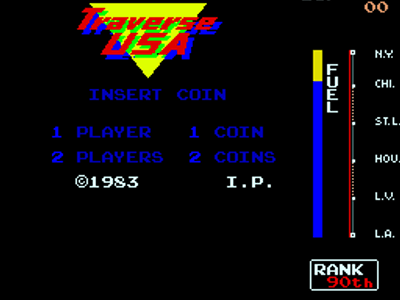 00
Traverse
USA
INSERT COIN
1 PLAYER 1 COIN
2 PLAYERS 2 COINS
©1983 I.P.
FUEL
N.Y.
CHI.
ST.L.
HOU.
L.V.
L.A.
RANK
90th